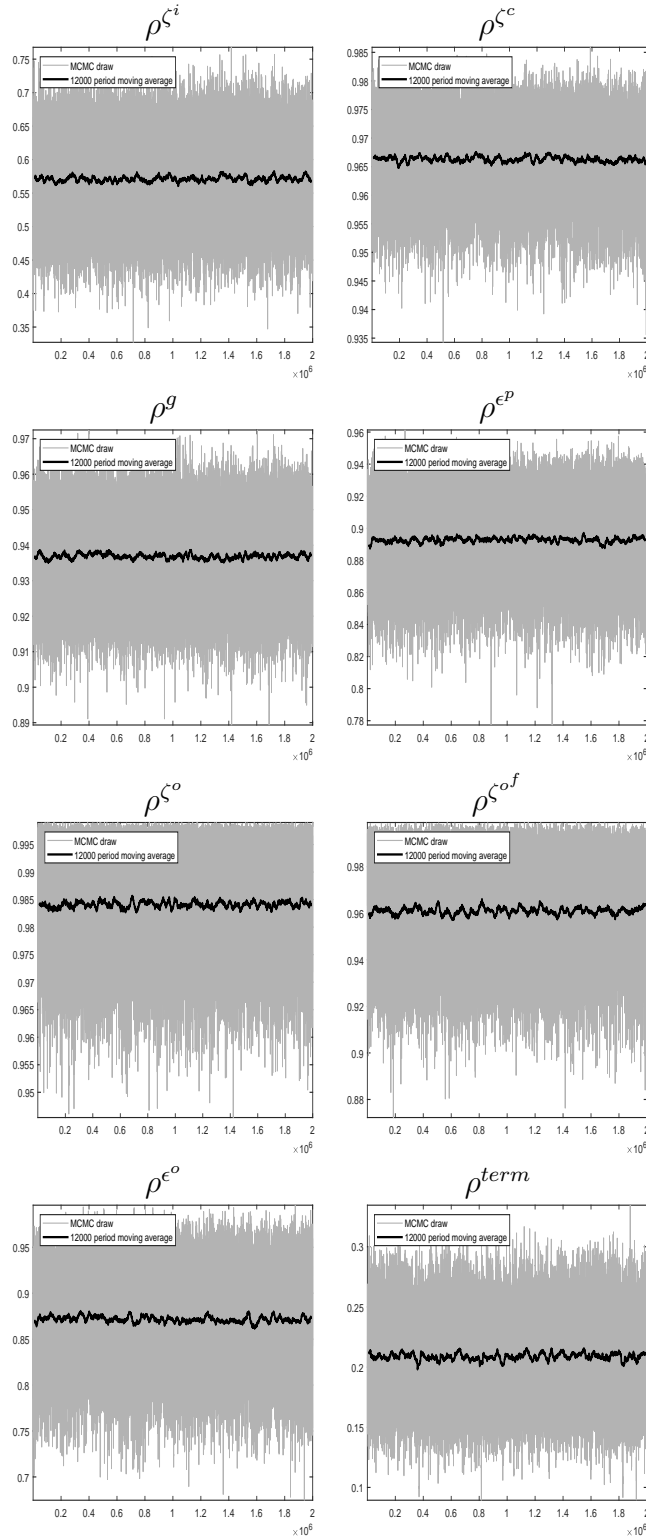 ρ^{ζ^i} ρ^{ζ^c}
0.75
0.7
0.6
0.55
0.5
0.45
0.4
0.35
MCMC draw
12000 period moving average
0.2 0.4 0.6 0.8 1 1.2 1.4 1.6 1.8 2
×10^6
0.985
0.98
0.975
0.97
0.965
0.96
0.955
0.95
0.945
0.94
0.935
MCMC draw
12000 period moving average
0.2 0.4 0.6 0.8 1 1.2 1.4 1.6 1.8 2
×10^6
ρ^g ρ^{ϵ^p}
0.97
0.96
0.95
0.94
0.93
0.92
0.91
0.9
0.89
MCMC draw
12000 period moving average
0.2 0.4 0.6 0.8 1 1.2 1.4 1.6 1.8 2
×10^6
0.96
0.94
0.92
0.9
0.88
0.86
0.84
0.82
0.8
0.78
MCMC draw
12000 period moving average
0.2 0.4 0.6 0.8 1 1.2 1.4 1.6 1.8 2
×10^6
ρ^{ζ^o} ρ^{ζ^{o^f}}
0.995
0.99
0.985
0.98
0.975
0.97
0.965
0.96
0.955
0.95
MCMC draw
12000 period moving average
0.2 0.4 0.6 0.8 1 1.2 1.4 1.6 1.8 2
×10^6
0.98
0.96
0.94
0.92
0.9
0.88
MCMC draw
12000 period moving average
0.2 0.4 0.6 0.8 1 1.2 1.4 1.6 1.8 2
×10^6
ρ^{ϵ^o} ρ^{term}
0.95
0.9
0.85
0.8
0.75
0.7
MCMC draw
12000 period moving average
0.2 0.4 0.6 0.8 1 1.2 1.4 1.6 1.8 2
×10^6
0.3
0.25
0.2
0.15
0.1
MCMC draw
12000 period moving average
0.2 0.4 0.6 0.8 1 1.2 1.4 1.6 1.8 2
×10^6